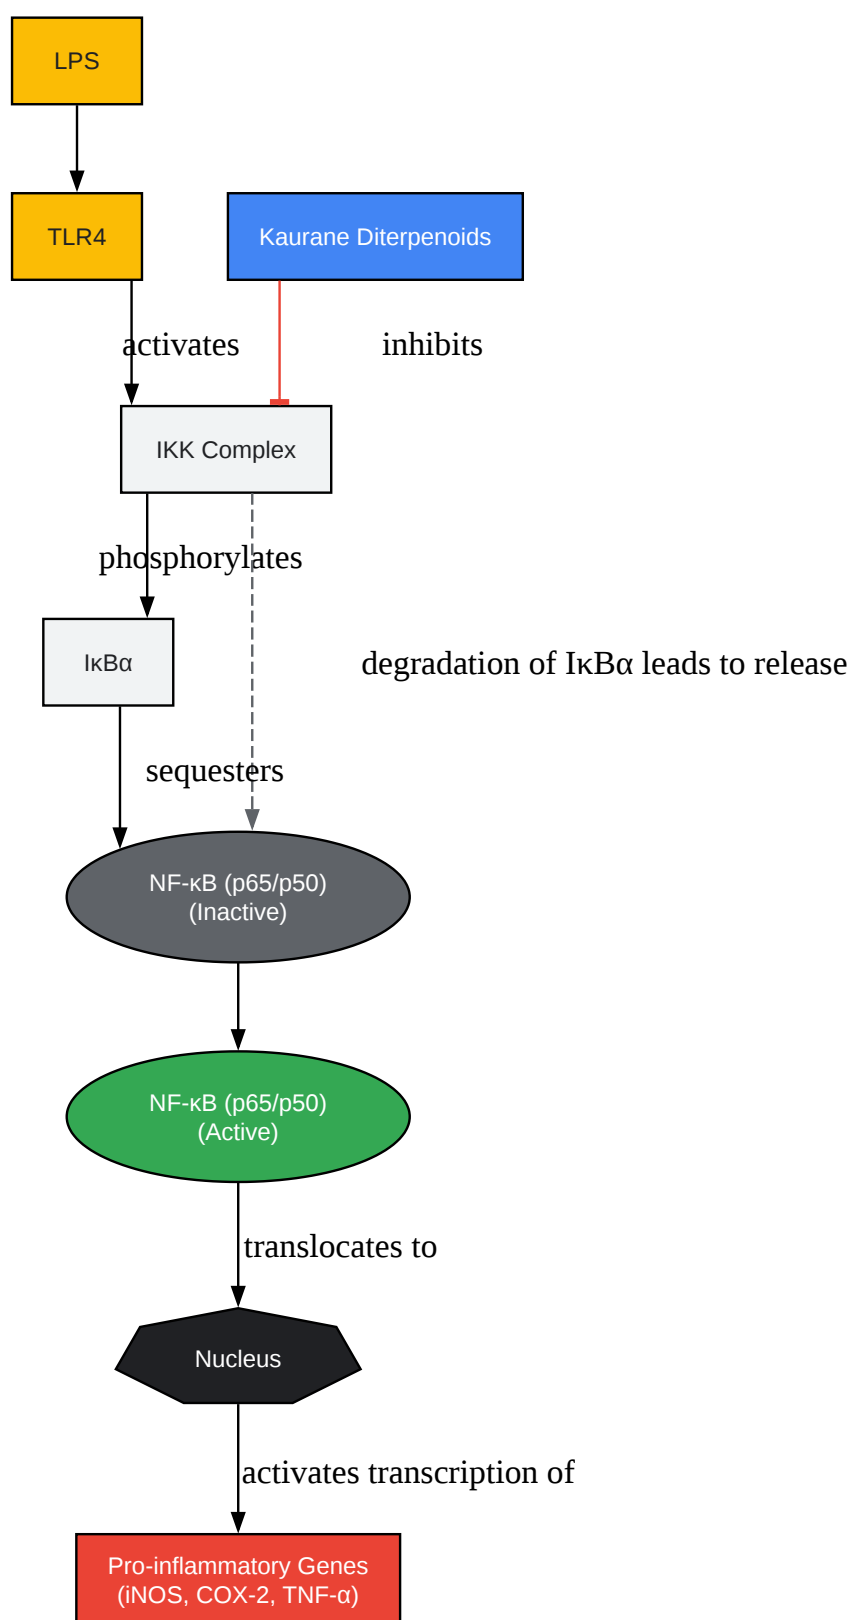 LPS
TLR4
Kaurane Diterpenoids
activates
inhibits
IKK Complex
phosphorylates
IκBα
degradation of IκBα leads to release
sequesters
NF-κB (p65/p50)
(Inactive)
NF-κB (p65/p50)
(Active)
translocates to
Nucleus
activates transcription of
Pro-inflammatory Genes
(iNOS, COX-2, TNF-α)